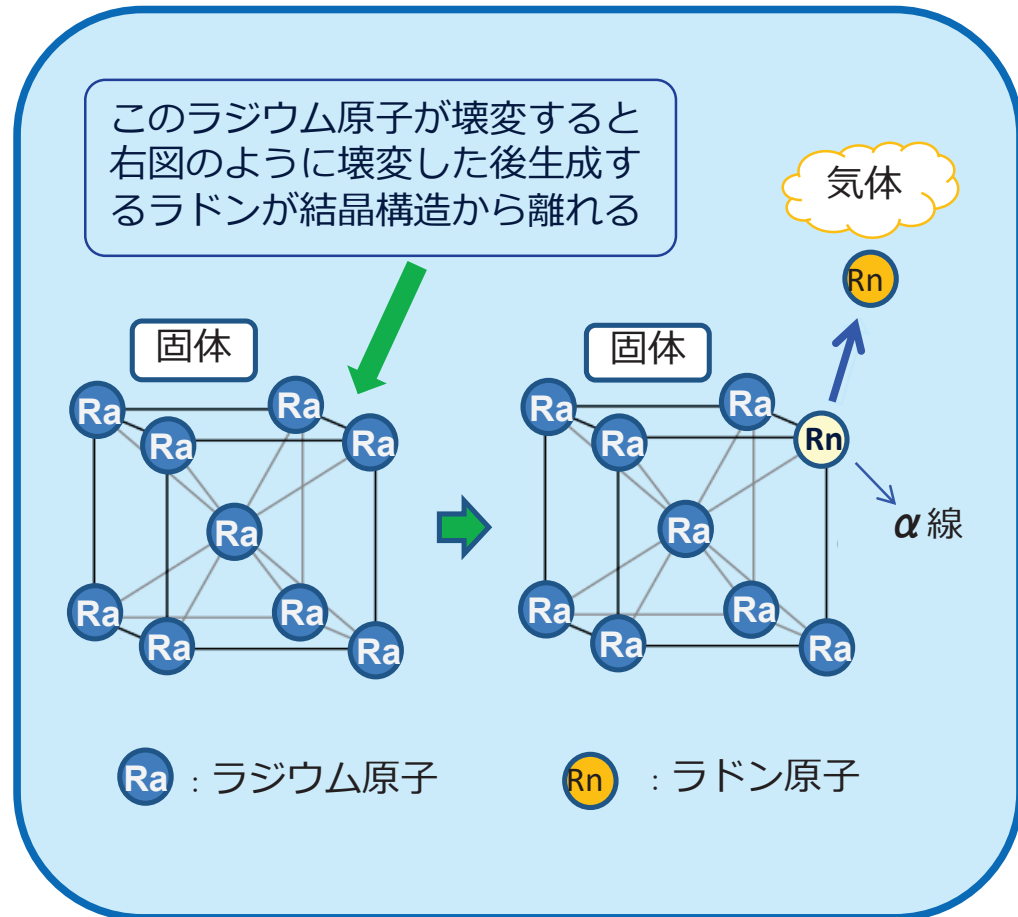 このラジウム原子が壊変すると
右図のように壊変した後生成す
るラドンが結晶構造から離れる
気体
Rn
固体
固体
Ra
Ra
Ra
Ra
Ra
Ra
Ra
Ra
Ra
Ra
Ra
Ra
Rn
Ra
Ra
Ra
Ra
Ra
α線
Ra : ラジウム原子
Rn : ラドン原子